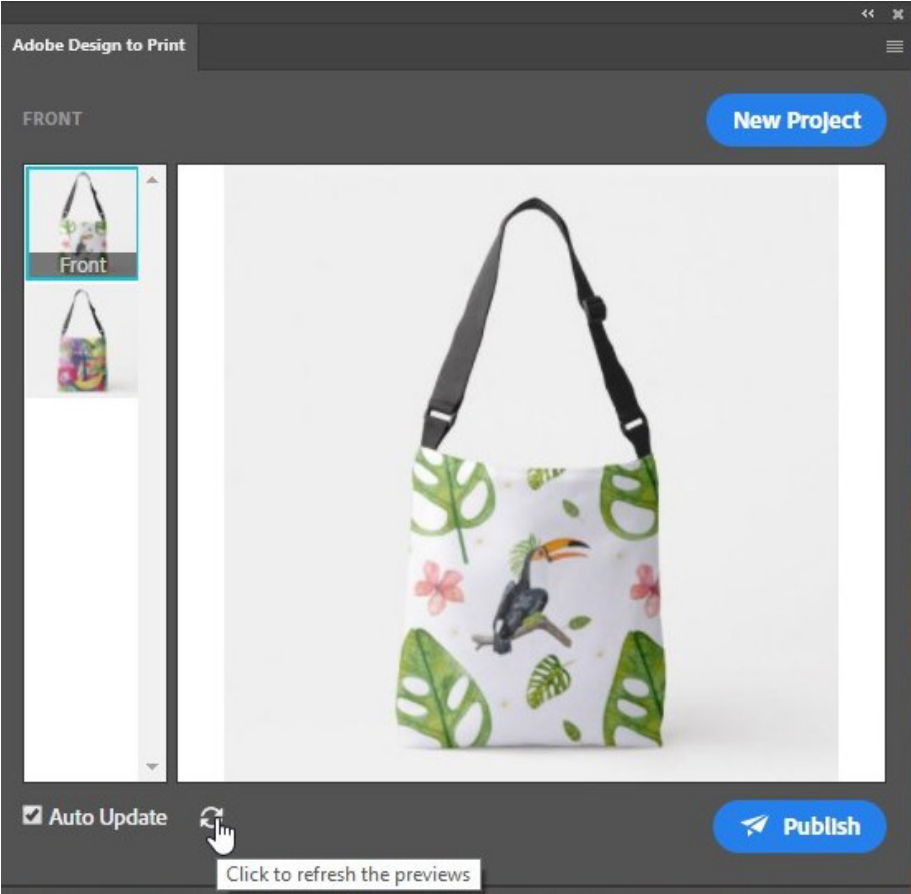 Adobe Design to Print
FRONT
New Project
Front
Auto Update
Publish
Click to refresh the previews